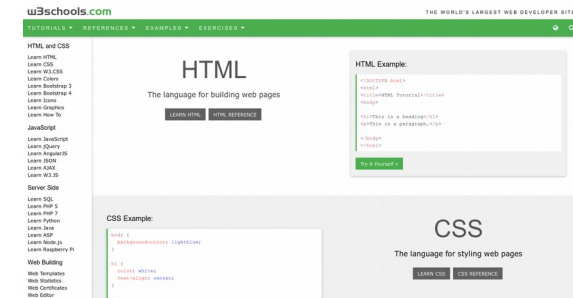 w3schools.com
THE WORLD'S LARGEST WEB DEVELOPER SITE
TUTORIALS ▼ REFERENCES ▼ EXAMPLES ▼ EXERCISES ▼
HTML and CSS
Learn HTML
Learn CSS
Learn W3.CSS
Learn Colors
Learn Bootstrap 3
Learn Bootstrap 4
Learn Icons
Learn Graphics
Learn How To
JavaScript
Learn JavaScript
Learn jQuery
Learn AngularJS
Learn JSON
Learn AJAX
Learn W3.JS
Server Side
Learn SQL
Learn PHP 5
Learn PHP 7
Learn Python
Learn Java
Learn ASP
Learn Node.js
Learn Raspberry Pi
Web Building
Web Templates
Web Statistics
Web Certificates
Web Editor
HTML
The language for building web pages
LEARN HTML HTML REFERENCE
HTML Example:
<!DOCTYPE html>
<html>
<title>HTML Tutorial</title>
<body>
<h1>This is a heading</h1>
<p>This is a paragraph.</p>
</body>
</html>
Try it Yourself »
CSS Example:
body {
background-color: lightblue;
}
h1 {
color: white;
text-align: center;
}
CSS
The language for styling web pages
LEARN CSS CSS REFERENCE